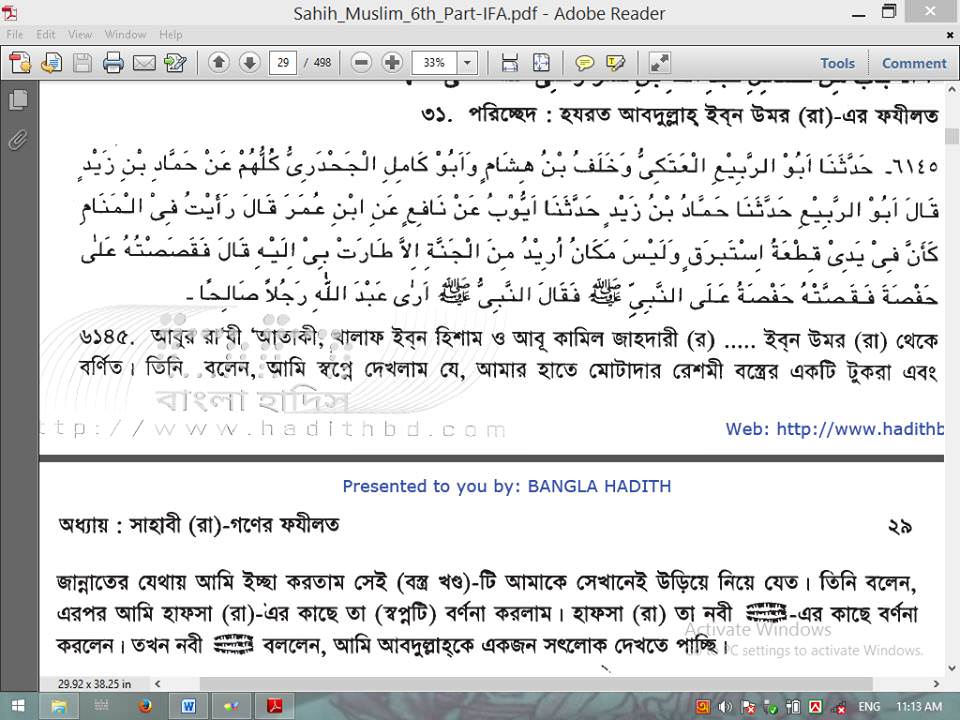 Sahih_Muslim_6th_Part-IFA.pdf - Adobe Reader
File Edit View Window Help
29 / 498 33% Tools Comment
৩১. পরিচ্ছেদ : হযরত আবদুল্লাহ্ ইব্‌ন উমর (রা)-এর ফযীলত
٦١٤٥- حَدَّثَنَا اَبُوْ الرَّبِيْعِ الْعَتَكِىُّ وَخَلَفُ بْنُ هِشَامٍ وَاَبُوْ كَامِلٍ الْجَحْدَرِىُّ كُلُّهُمْ عَنْ حَمَّادِ بْنِ زَيْدٍ
قَالَ اَبُوْ الرَّبِيْعِ حَدَّثَنَا حَمَّادُ بْنُ زَيْدٍ حَدَّثَنَا اَيُّوْبُ عَنْ نَافِعٍ عَنِ ابْنِ عُمَرَ قَالَ رَأَيْتُ فِىْ الْمَنَامِ
كَأَنَّ فِىْ يَدِىْ قِطْعَةُ اِسْتَبْرَقٍ وَلَيْسَ مَكَانٌ اُرِيْدُ مِنَ الْجَنَّةِ اِلاَّ طَارَتْ بِىْ اِلَيْهِ قَالَ فَقَصَصْتُهُ عَلٰى
حَفْصَةَ فَقَصَّتْهُ حَفْصَةُ عَلَى النَّبِىِّ ﷺ فَقَالَ النَّبِىُّ ﷺ اَرٰى عَبْدَ اللّٰهِ رَجُلاً صَالِحًا -
৬১৪৫. আবুর রা'বী 'আতাকী, খালাফ ইব্‌ন হিশাম ও আবূ কামিল জাহদারী (র) ..... ইব্‌ন উমর (রা) থেকে
বর্ণিত। তিনি বলেন, আমি স্বপ্নে দেখলাম যে, আমার হাতে মোটাদার রেশমী বস্ত্রের একটি টুকরা এবং
বাংলা হাদিস
ttp://www.hadithbd.com
Web: http://www.hadithb
Presented to you by: BANGLA HADITH
অধ্যায় : সাহাবী (রা)-গণের ফযীলত ২৯
জান্নাতের যেথায় আমি ইচ্ছা করতাম সেই (বস্ত্র খণ্ড)-টি আমাকে সেখানেই উড়িয়ে নিয়ে যেত। তিনি বলেন,
এরপর আমি হাফসা (রা)-এর কাছে তা (স্বপ্নটি) বর্ণনা করলাম। হাফসা (রা) তা নবী ﷺ-এর কাছে বর্ণনা
করলেন। তখন নবী ﷺ বললেন, আমি আবদুল্লাহ্‌কে একজন সৎলোক দেখতে পাচ্ছি।
Activate Windows
Go to PC settings to activate Windows.
29.92 x 38.25 in
ENG 11:13 AM